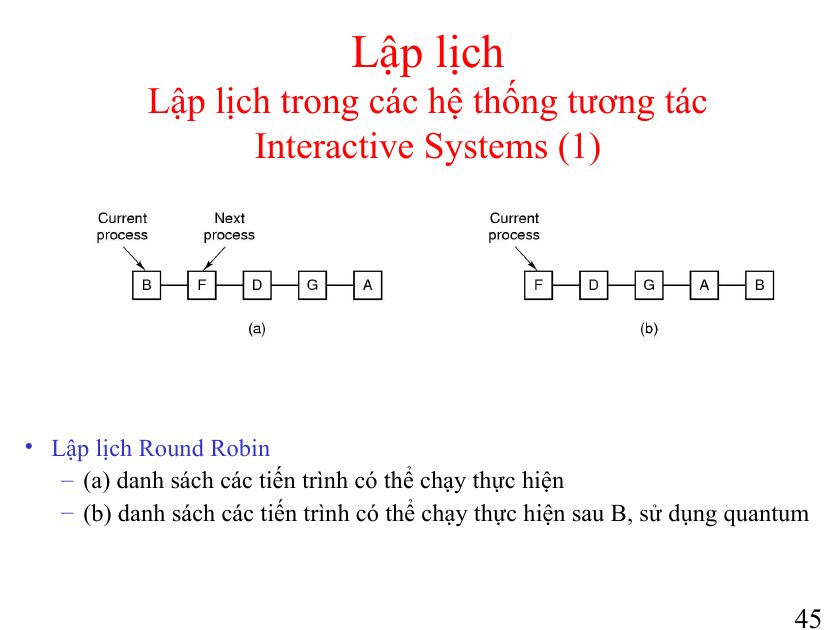 Lập lịch
Lập lịch trong các hệ thống tương tác
Interactive Systems (1)
Current
process
Next
process
B F D G A
(a)
Current
process
F D G A B
(b)
• Lập lịch Round Robin
– (a) danh sách các tiến trình có thể chạy thực hiện
– (b) danh sách các tiến trình có thể chạy thực hiện sau B, sử dụng quantum
45